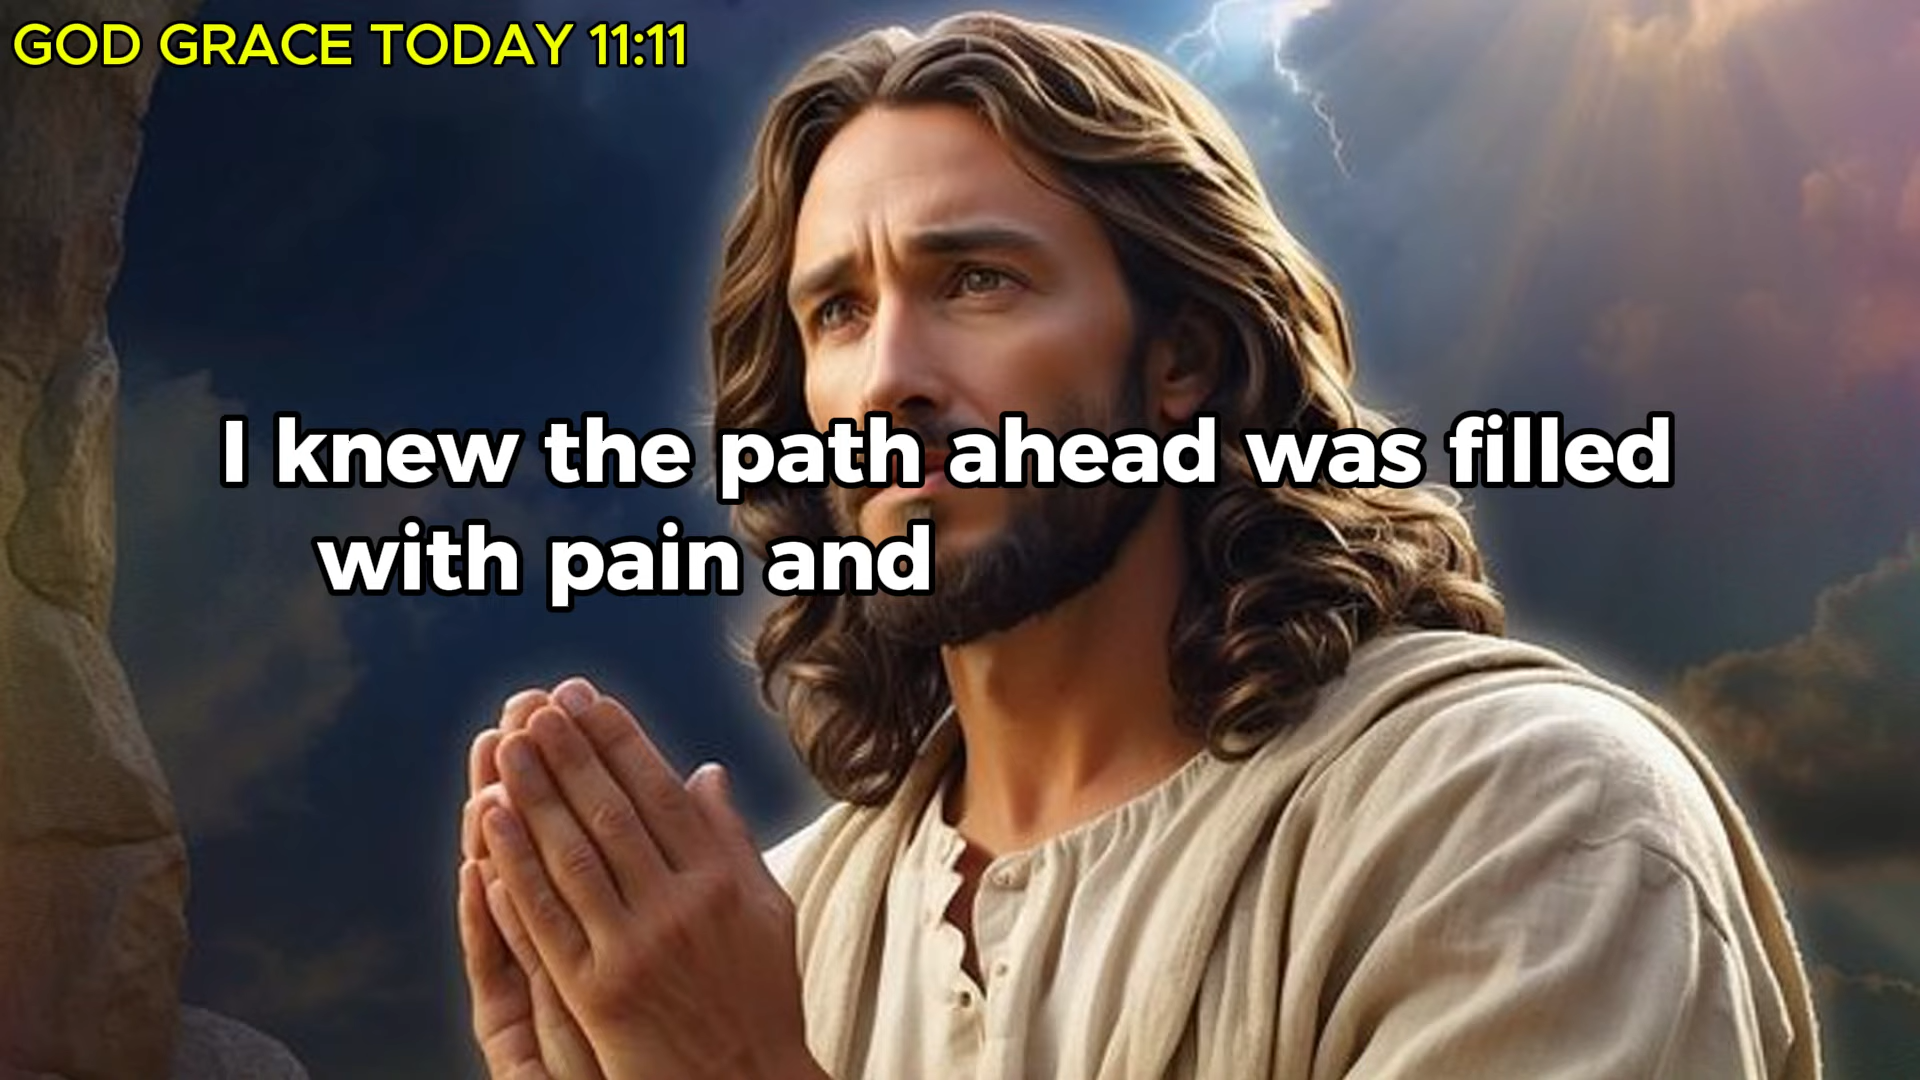 GOD GRACE TODAY 11:11
I knew the path ahead was filled
with pain and